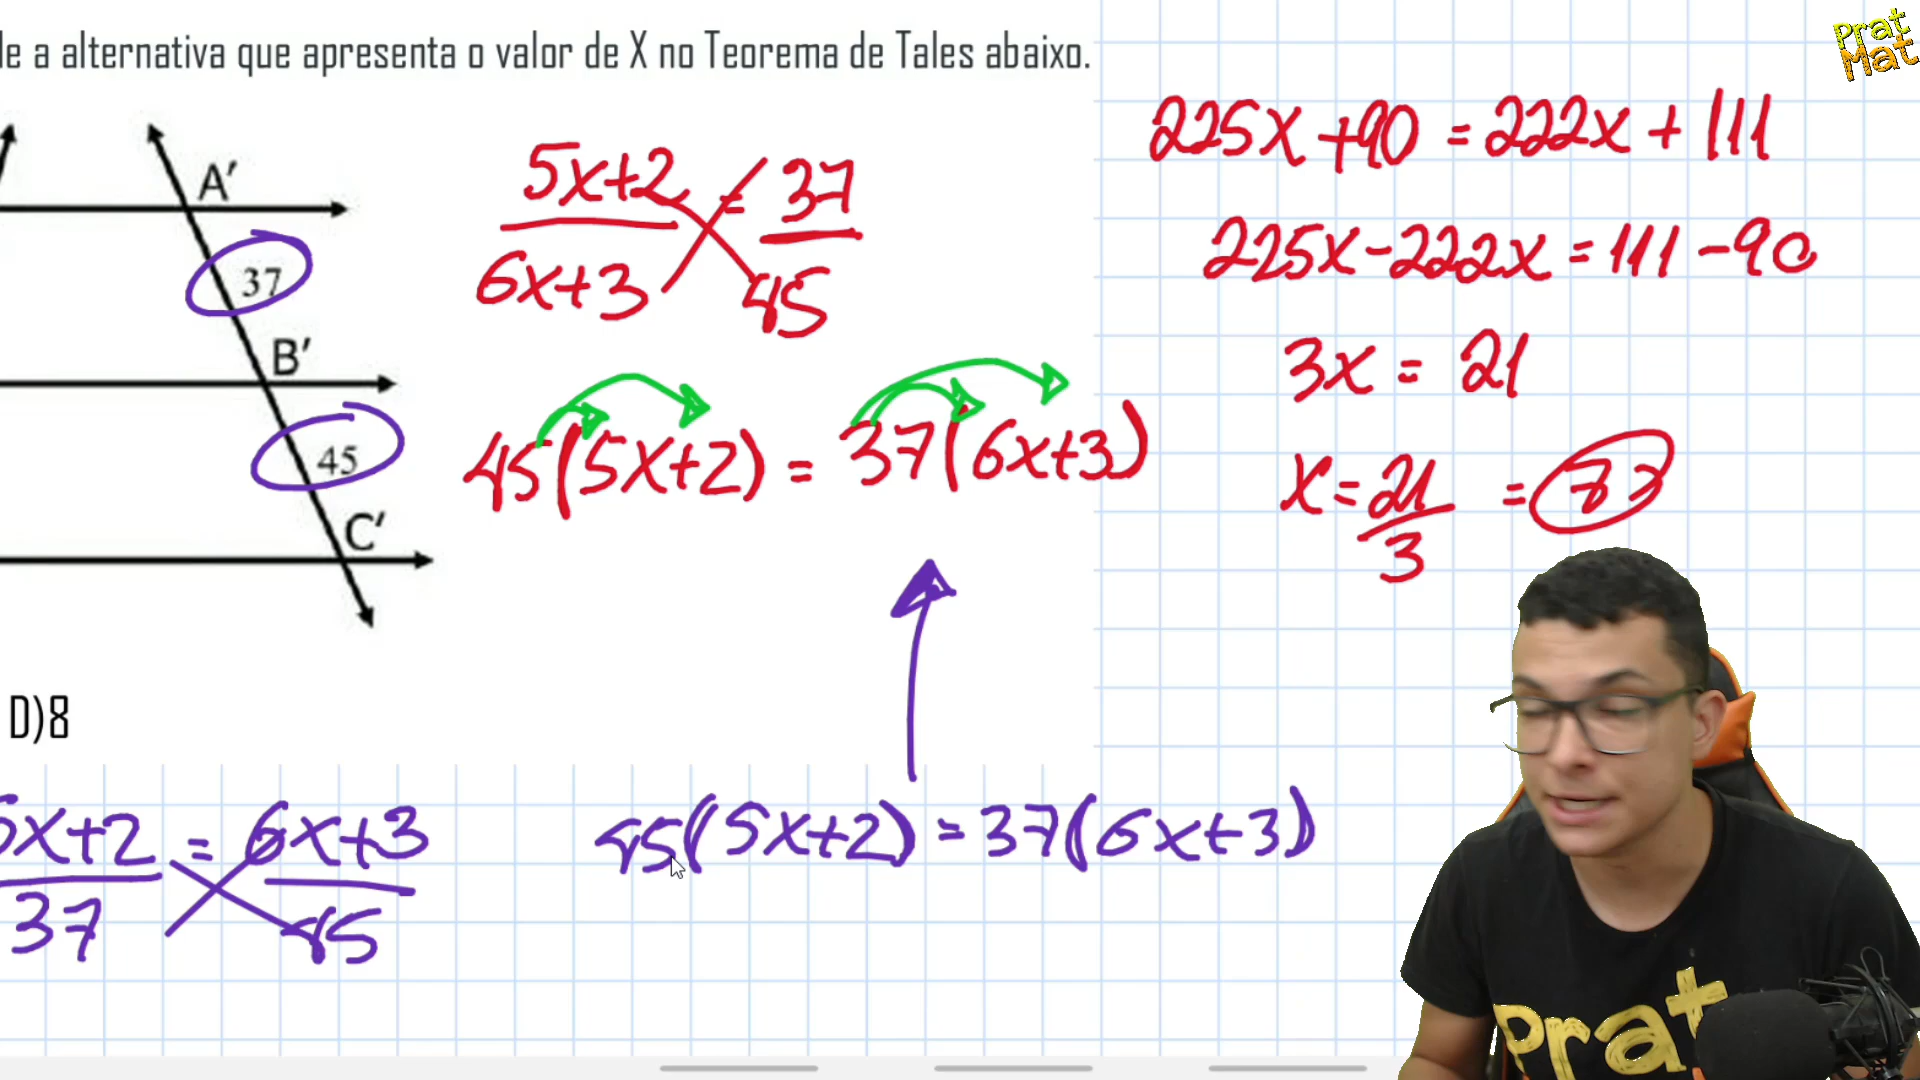 le a alternativa que apresenta o valor de X no Teorema de Tales abaixo.
Prat
Mat
A'
37
B'
45
C'
5x+2 = 37
6x+3 45
45(5x+2) = 37(6x+3)
225x+90 = 222x+111
225x-222x=111-90
3x = 21
x=21 =
3
D)8
5x+2 = 6x+3
37 45
45(5x+2)=37(6x+3)
Prat